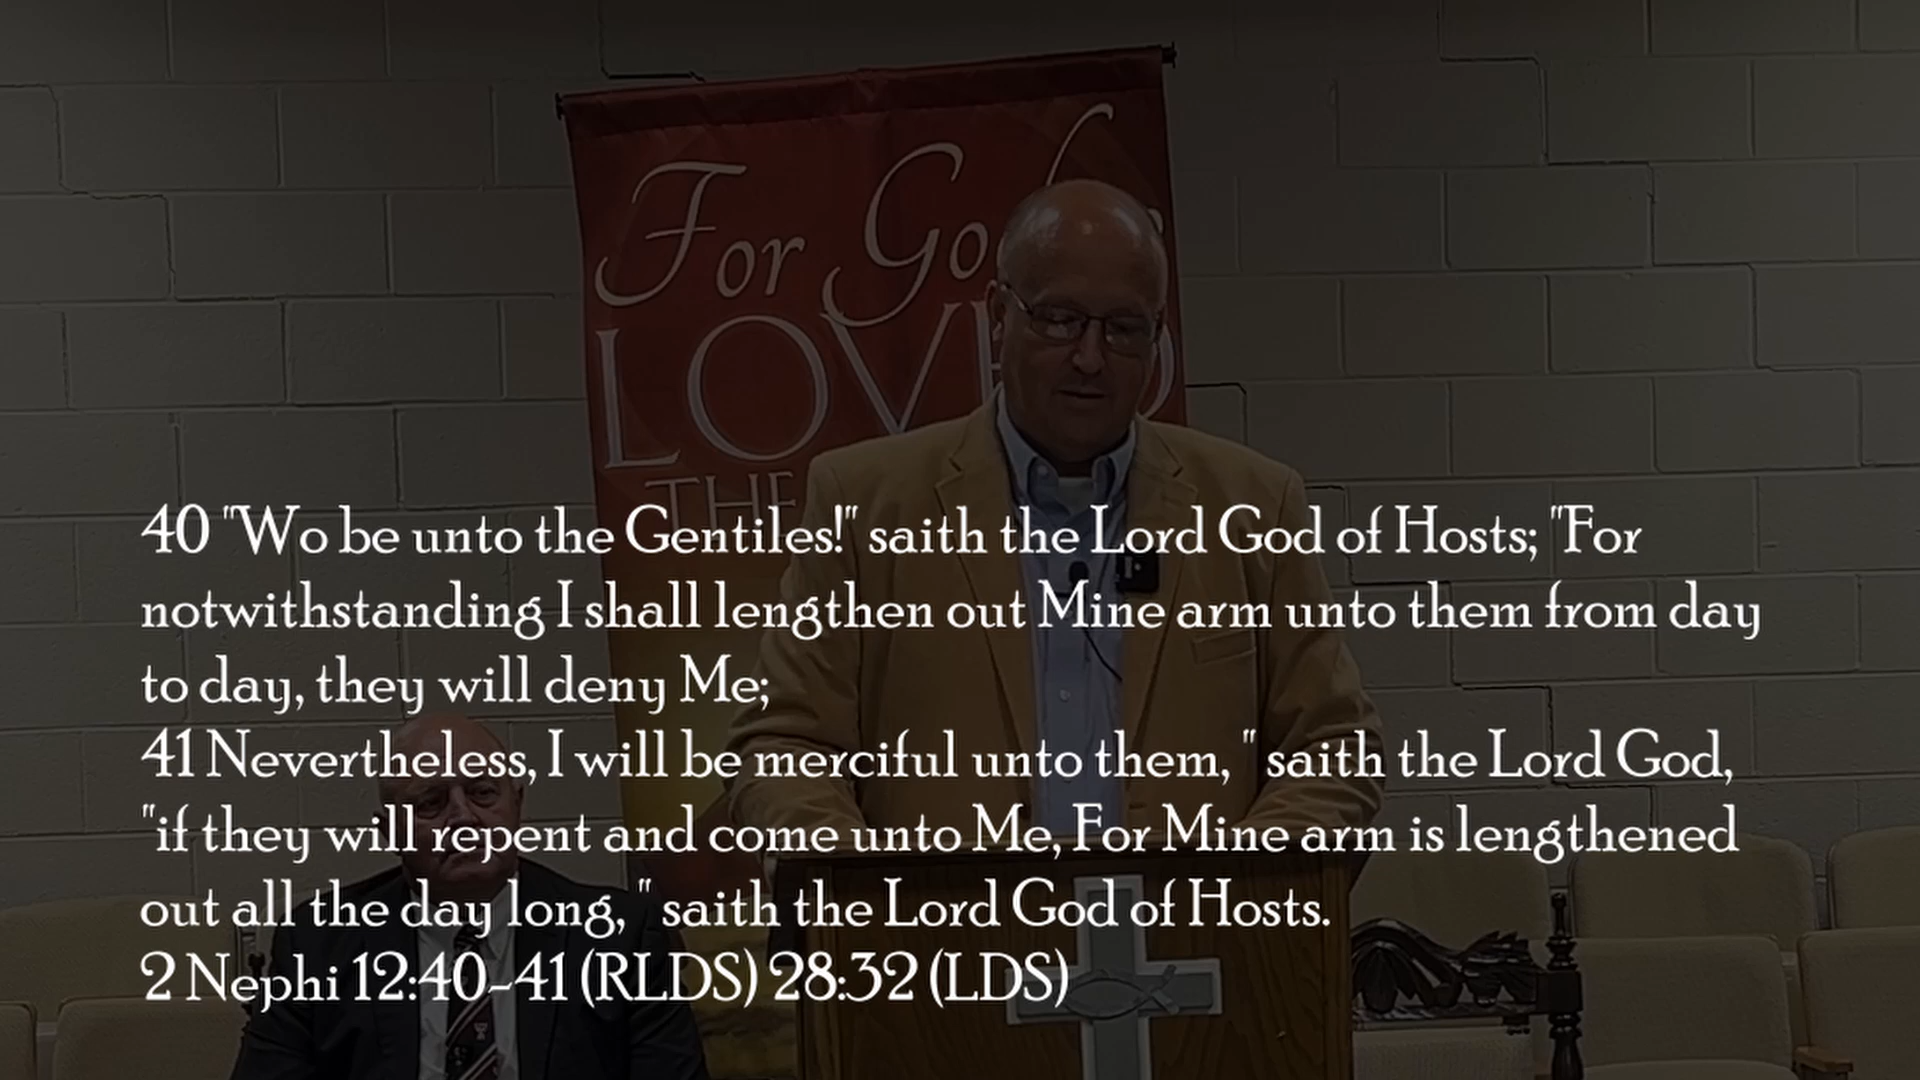 For God
LOVED
THE
40 "Wo be unto the Gentiles!" saith the Lord God of Hosts; "For
notwithstanding I shall lengthen out Mine arm unto them from day
to day, they will deny Me;
41 Nevertheless, I will be merciful unto them, " saith the Lord God,
"if they will repent and come unto Me, For Mine arm is lengthened
out all the day long, " saith the Lord God of Hosts.
2 Nephi 12:40-41 (RLDS) 28:32 (LDS)